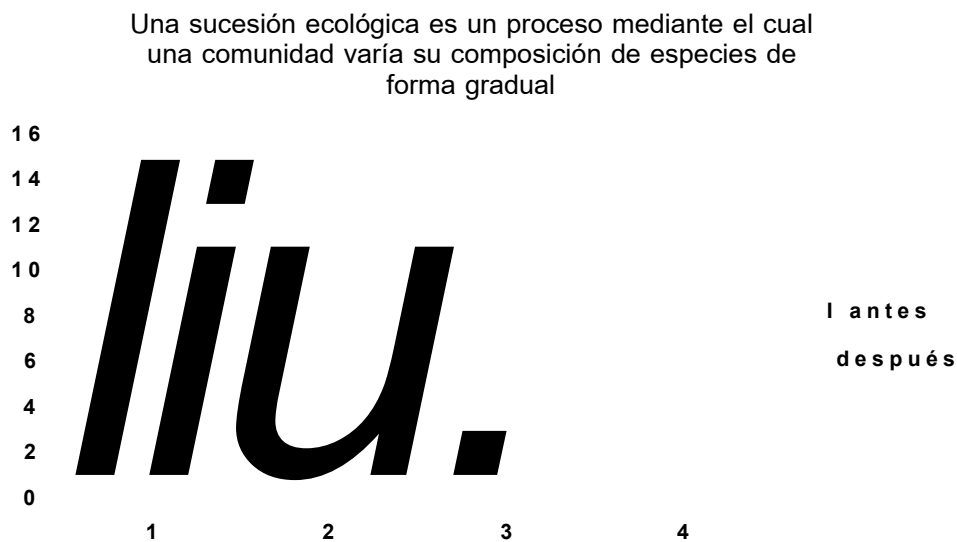 Una sucesión ecológica es un proceso mediante el cual
una comunidad varía su composición de especies de
forma gradual
16
14
12
10
8
6
4
2
0
liu.
I antes
después
1 2 3 4